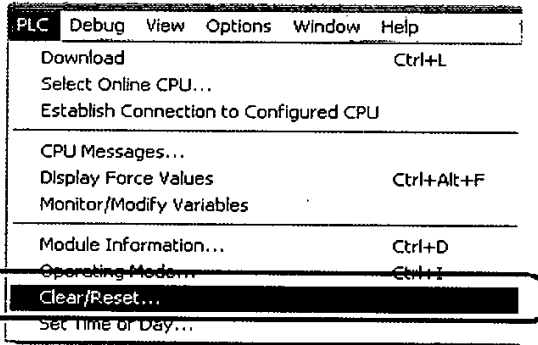 PLC Debug View Options Window Help
Download Ctrl+L
Select Online CPU...
Establish Connection to Configured CPU
CPU Messages...
Display Force Values Ctrl+Alt+F
Monitor/Modify Variables
Module Information... Ctrl+D
Operating Mode... Ctrl+I
Clear/Reset...
Set Time of Day...